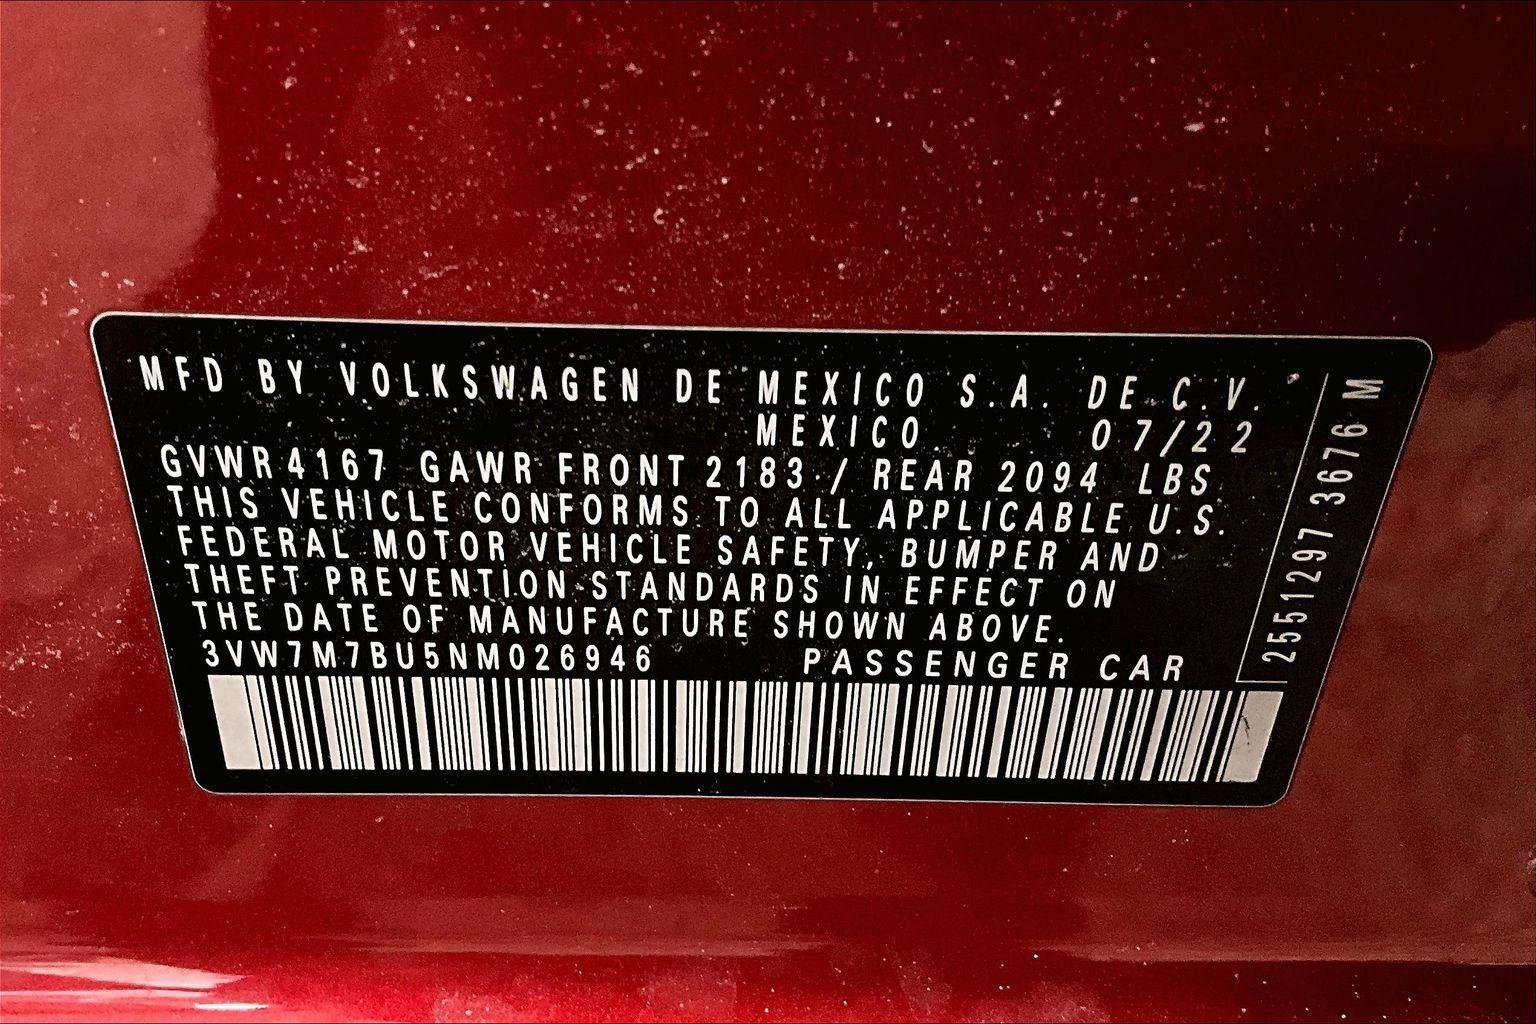 MFD BY VOLKSWAGEN DE MEXICO S.A. DE C.V.
MEXICO 07/22
GVWR 4167 GAWR FRONT 2183 / REAR 2094 LBS
THIS VEHICLE CONFORMS TO ALL APPLICABLE U.S.
FEDERAL MOTOR VEHICLE SAFETY, BUMPER AND
THEFT PREVENTION STANDARDS IN EFFECT ON
THE DATE OF MANUFACTURE SHOWN ABOVE.
3VW7M7BU5NM026946 PASSENGER CAR
2551297 3676 M